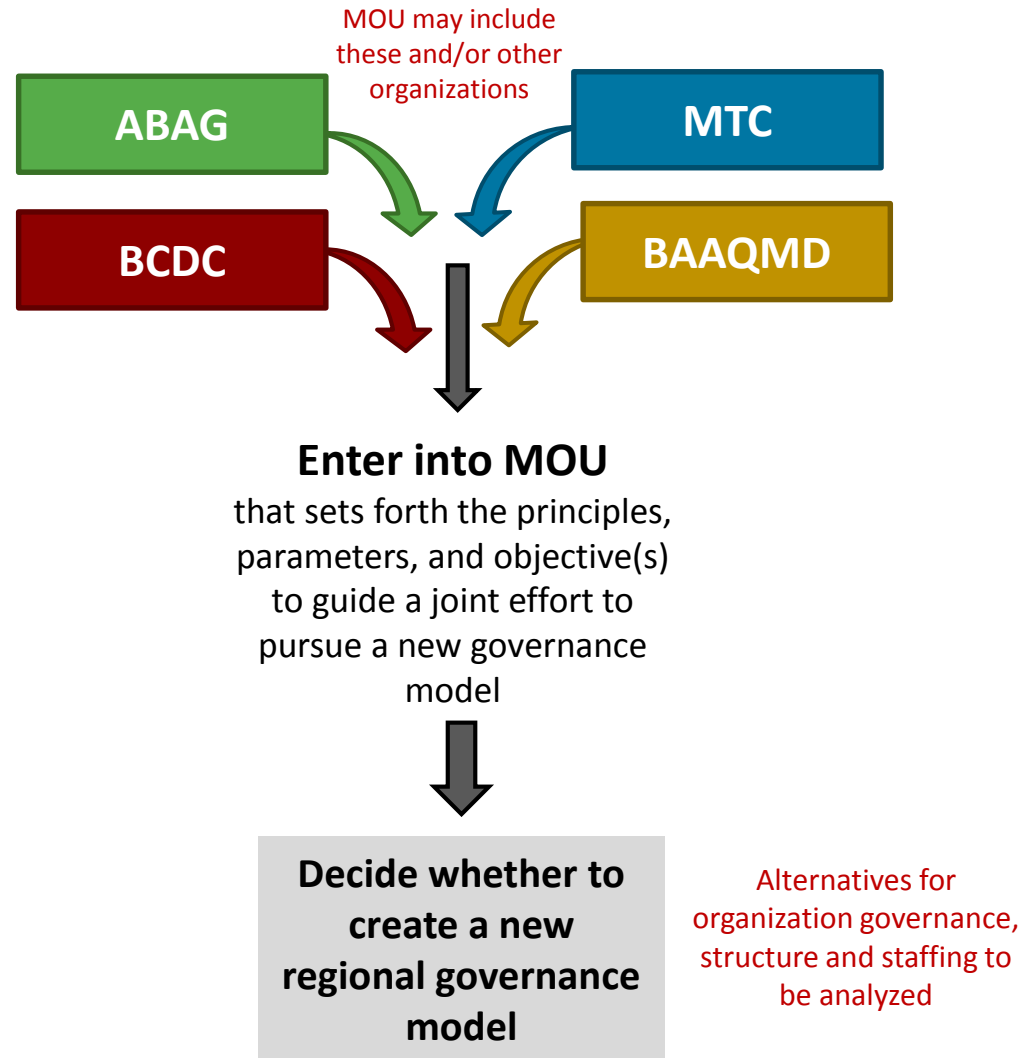 MOU may include
these and/or other
organizations
ABAG
MTC
BCDC
BAAQMD
Enter into MOU
that sets forth the principles,
parameters, and objective(s)
to guide a joint effort to
pursue a new governance
model
Decide whether to
create a new
regional governance
model
Alternatives for
organization governance,
structure and staffing to
be analyzed